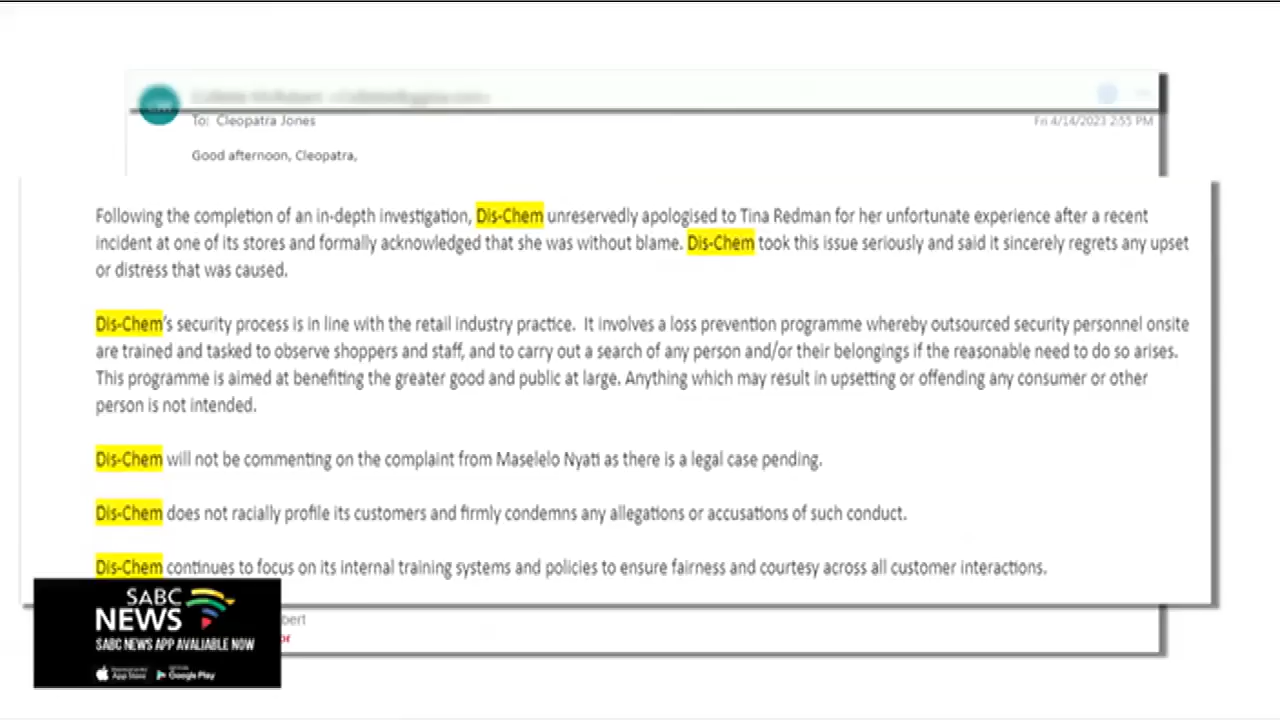 To: Cleopatra Jones
Fri 4/14/2023 2:55 PM
Good afternoon, Cleopatra,
Following the completion of an in-depth investigation, Dis-Chem unreservedly apologised to Tina Redman for her unfortunate experience after a recent
incident at one of its stores and formally acknowledged that she was without blame. Dis-Chem took this issue seriously and said it sincerely regrets any upset
or distress that was caused.
Dis-Chem's security process is in line with the retail industry practice. It involves a loss prevention programme whereby outsourced security personnel onsite
are trained and tasked to observe shoppers and staff, and to carry out a search of any person and/or their belongings if the reasonable need to do so arises.
This programme is aimed at benefiting the greater good and public at large. Anything which may result in upsetting or offending any consumer or other
person is not intended.
Dis-Chem will not be commenting on the complaint from Maselelo Nyati as there is a legal case pending.
Dis-Chem does not racially profile its customers and firmly condemns any allegations or accusations of such conduct.
Dis-Chem continues to focus on its internal training systems and policies to ensure fairness and courtesy across all customer interactions.
bert
or
SABC
NEWS
SABC NEWS APP AVALIABLE NOW
App Store Google Play